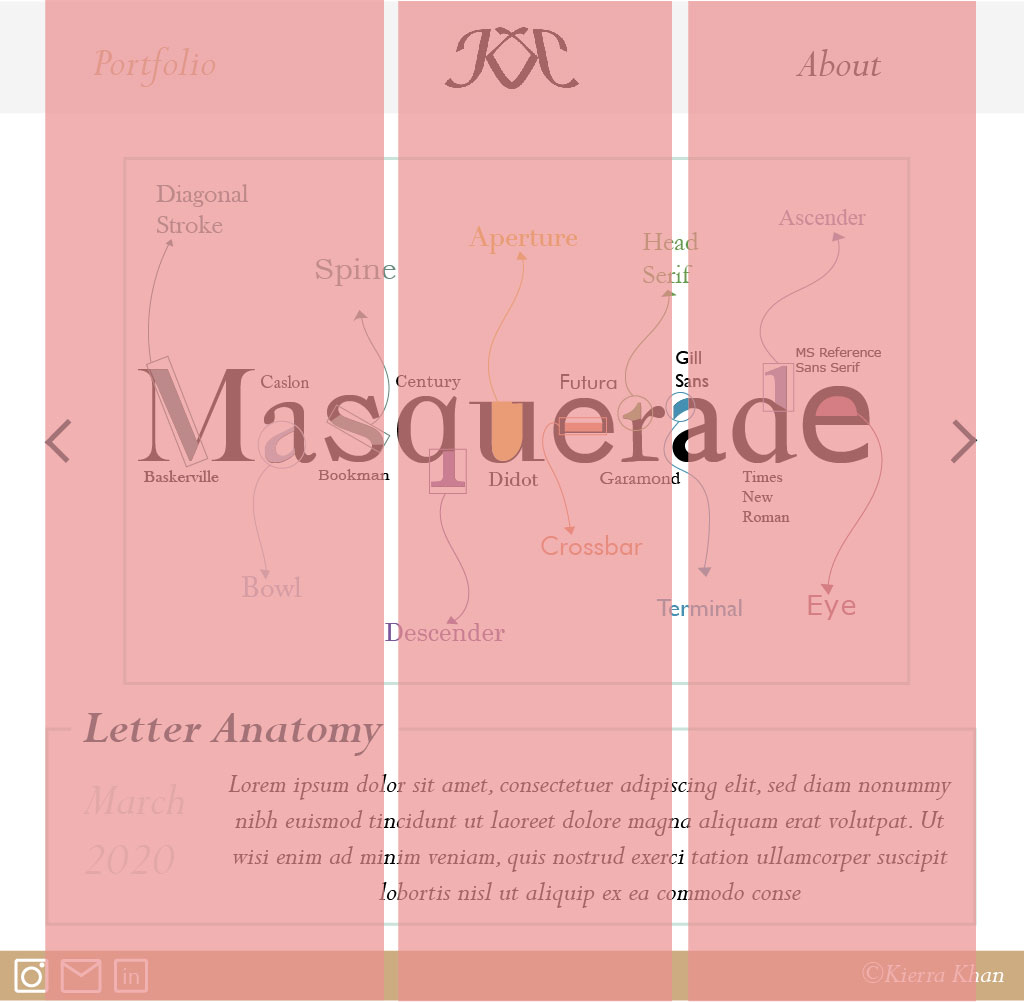 Portfolio
About
Diagonal
Stroke
Ascender
Aperture
Head
Serif
Spine
Gill
Sans
MS Reference
Sans Serif
Caslon
Century
Futura
Masquerade
Baskerville
Bookman
Didot
Garamond
Times
New
Roman
Crossbar
Bowl
Terminal
Eye
Descender
Letter Anatomy
March
2020
Lorem ipsum dolor sit amet, consectetuer adipiscing elit, sed diam nonummy
nibh euismod tincidunt ut laoreet dolore magna aliquam erat volutpat. Ut
wisi enim ad minim veniam, quis nostrud exerci tation ullamcorper suscipit
lobortis nisl ut aliquip ex ea commodo conse
in
©Kierra Khan